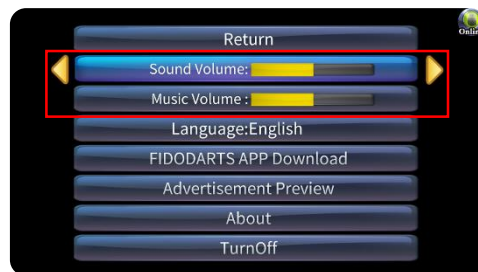 Return
Sound Volume:
Music Volume :
Language:English
FIDODARTS APP Download
Advertisement Preview
About
TurnOff